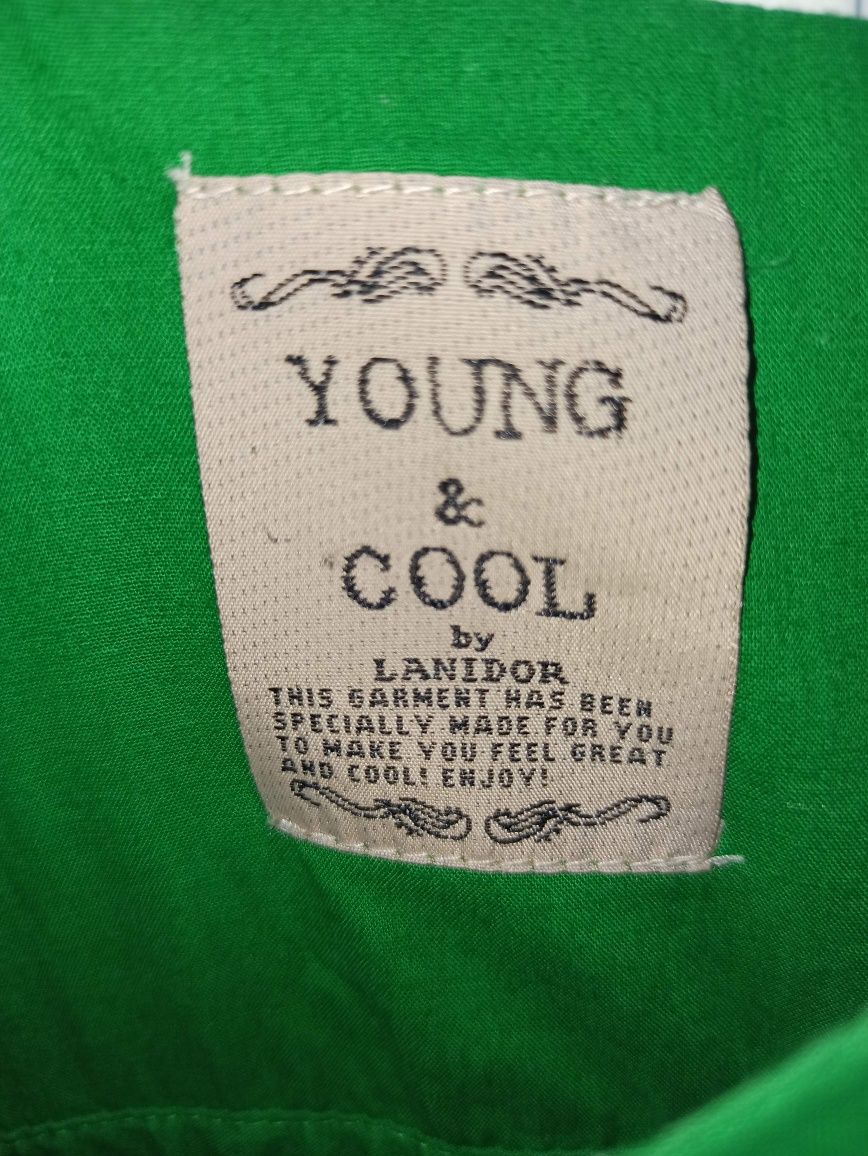 YOUNG
&
COOL
by
LANIDOR
THIS GARMENT HAS BEEN
SPECIALLY MADE FOR YOU
TO MAKE YOU FEEL GREAT
AND COOL! ENJOY!